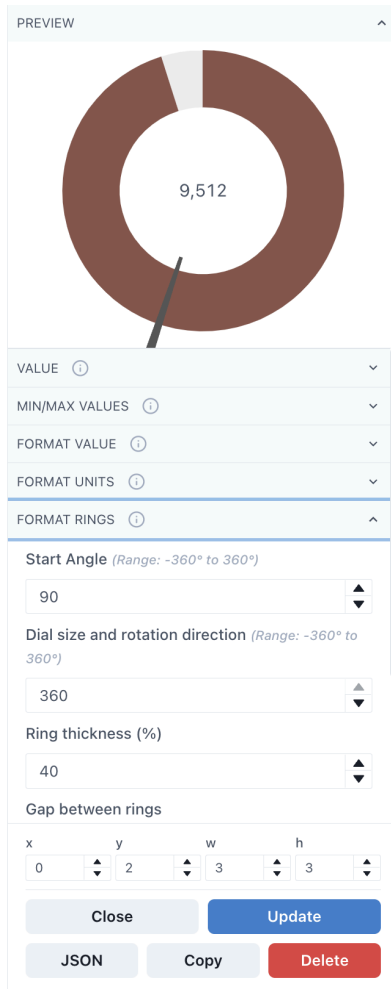 PREVIEW
9,512
VALUE
MIN/MAX VALUES
FORMAT VALUE
FORMAT UNITS
FORMAT RINGS
Start Angle (Range: -360° to 360°)
90
Dial size and rotation direction (Range: -360° to
360°)
360
Ring thickness (%)
40
Gap between rings
x y w h
0 2 3 3
Close Update
JSON Copy Delete